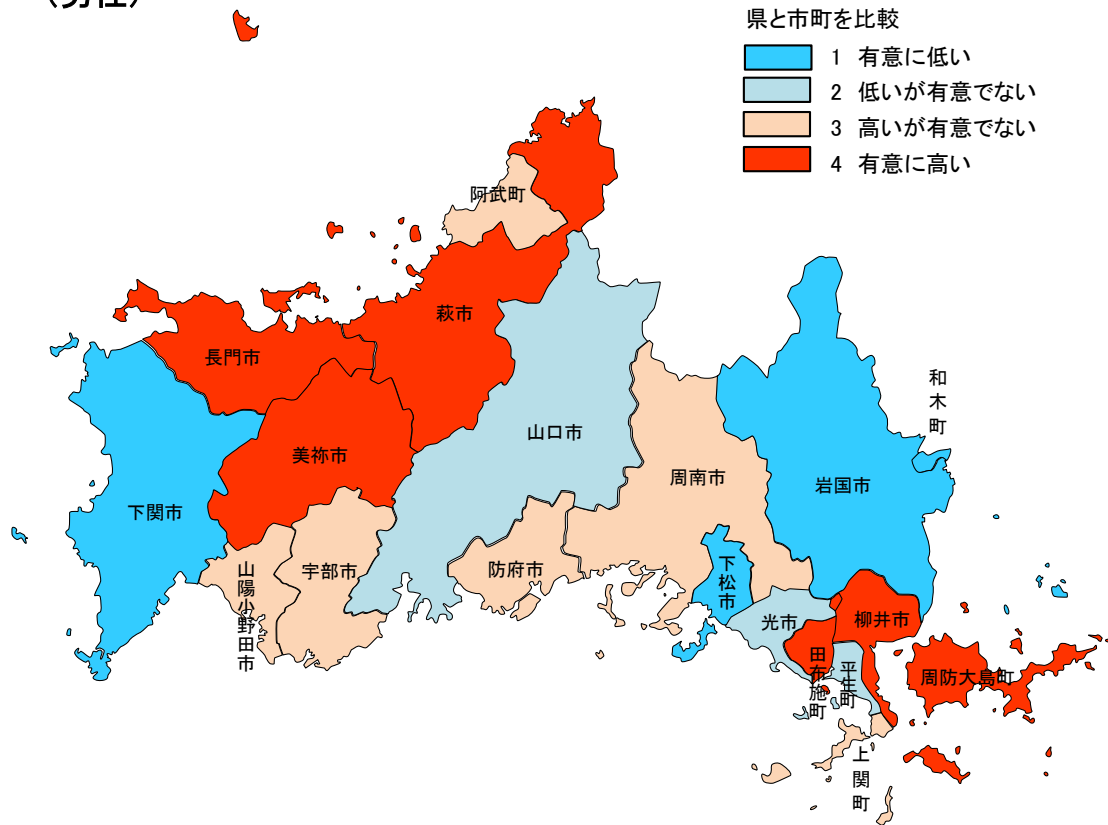 （男性）
県と市町を比較
1 有意に低い
2 低いが有意でない
3 高いが有意でない
4 有意に高い
阿武町
萩市
長門市
和木町
山口市
美祢市
周南市
岩国市
下関市
防府市
宇部市
山陽小野田市
下松市
光市
柳井市
田布施町
平生町
周防大島町
上関町